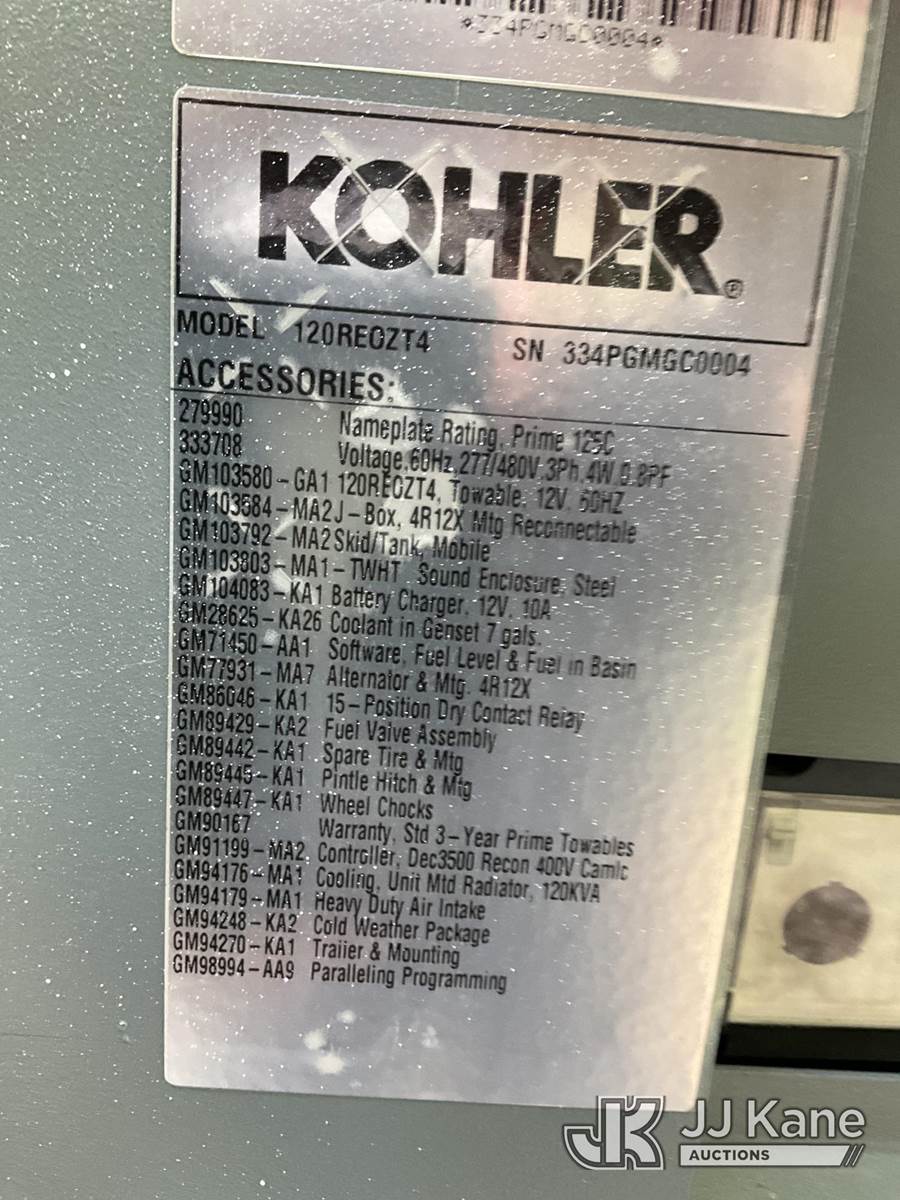 *334PGMGC0004*
KOHLER®
MODEL 120REOZT4 SN 334PGMGC0004
ACCESSORIES:
279990 Nameplate Rating, Prime 125C
333708 Voltage,60Hz,277/480V,3Ph,4W,0.8PF
GM103580-GA1 120REOZT4, Towable, 12V, 60HZ
GM103584-MA2 J-Box, 4R12X Mtg Reconnectable
GM103792-MA2 Skid/Tank, Mobile
GM103803-MA1-TWHT Sound Enclosure, Steel
GM104083-KA1 Battery Charger, 12V, 10A
GM28625-KA26 Coolant in Genset 7 gals.
GM71450-AA1 Software, Fuel Level & Fuel in Basin
GM77931-MA7 Alternator & Mtg. 4R12X
GM86046-KA1 15-Position Dry Contact Relay
GM89429-KA2 Fuel Valve Assembly
GM89442-KA1 Spare Tire & Mtg
GM89445-KA1 Pintle Hitch & Mtg
GM89447-KA1 Wheel Chocks
GM90167 Warranty, Std 3-Year Prime Towables
GM91199-MA2 Controller, Dec3500 Recon 400V Camlc
GM94176-MA1 Cooling, Unit Mtd Radiator, 120KVA
GM94179-MA1 Heavy Duty Air Intake
GM94248-KA2 Cold Weather Package
GM94270-KA1 Trailer & Mounting
GM98994-AA9 Paralleling Programming
JK JJ Kane
AUCTIONS